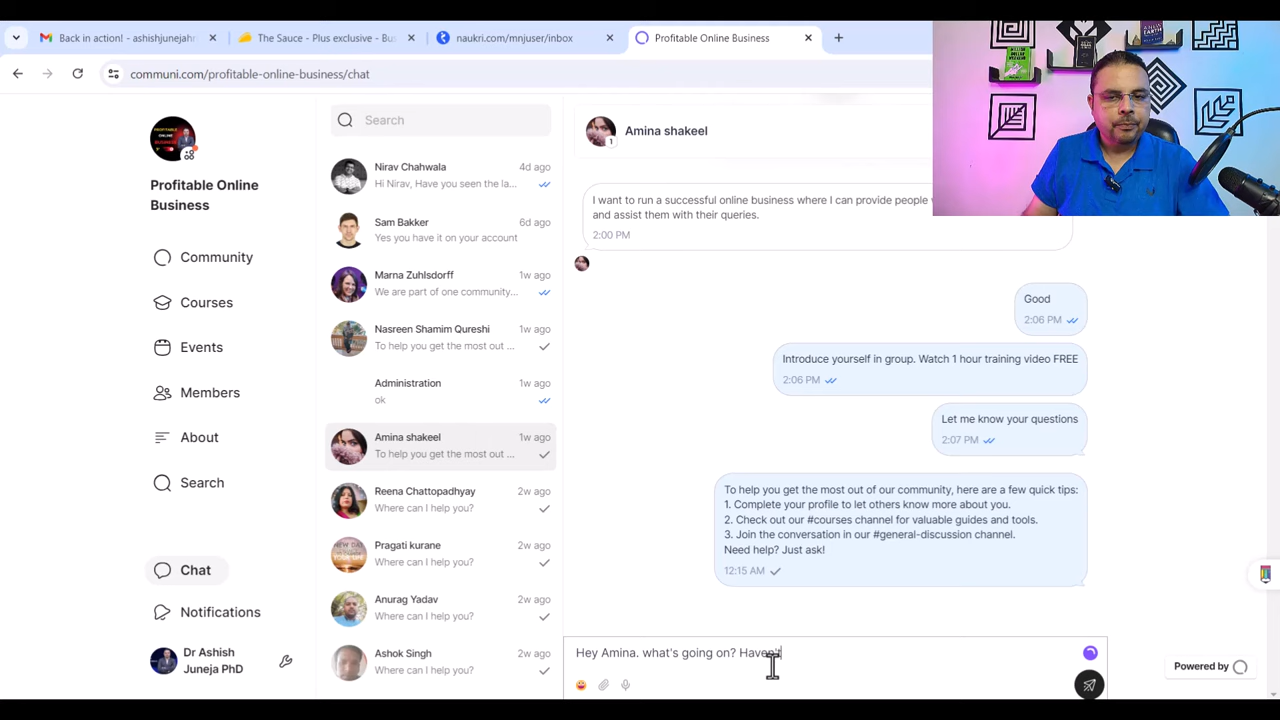 Back in action! - ashishjunejahr
The Sauce - Plus exclusive - Bu
naukri.com/mnjuser/inbox
Profitable Online Business
communi.com/profitable-online-business/chat
Profitable Online
Business
Community
Courses
Events
Members
About
Search
Chat
Notifications
Dr Ashish
Juneja PhD
Search
Nirav Chahwala
4d ago
Hi Nirav, Have you seen the la...
Sam Bakker
6d ago
Yes you have it on your account
Marna Zuhlsdorff
1w ago
We are part of one community...
Nasreen Shamim Qureshi
1w ago
To help you get the most out ...
Administration
1w ago
ok
Amina shakeel
1w ago
To help you get the most out ...
Reena Chattopadhyay
2w ago
Where can I help you?
Pragati kurane
2w ago
Where can I help you?
Anurag Yadav
2w ago
Where can I help you?
Ashok Singh
2w ago
Where can I help you?
Amina shakeel
1
I want to run a successful online business where I can provide people
and assist them with their queries.
2:00 PM
Good
2:06 PM
Introduce yourself in group. Watch 1 hour training video FREE
2:06 PM
Let me know your questions
2:07 PM
To help you get the most out of our community, here are a few quick tips:
1. Complete your profile to let others know more about you.
2. Check out our #courses channel for valuable guides and tools.
3. Join the conversation in our #general-discussion channel.
Need help? Just ask!
12:15 AM
Hey Amina. what's going on? Haven't
Powered by